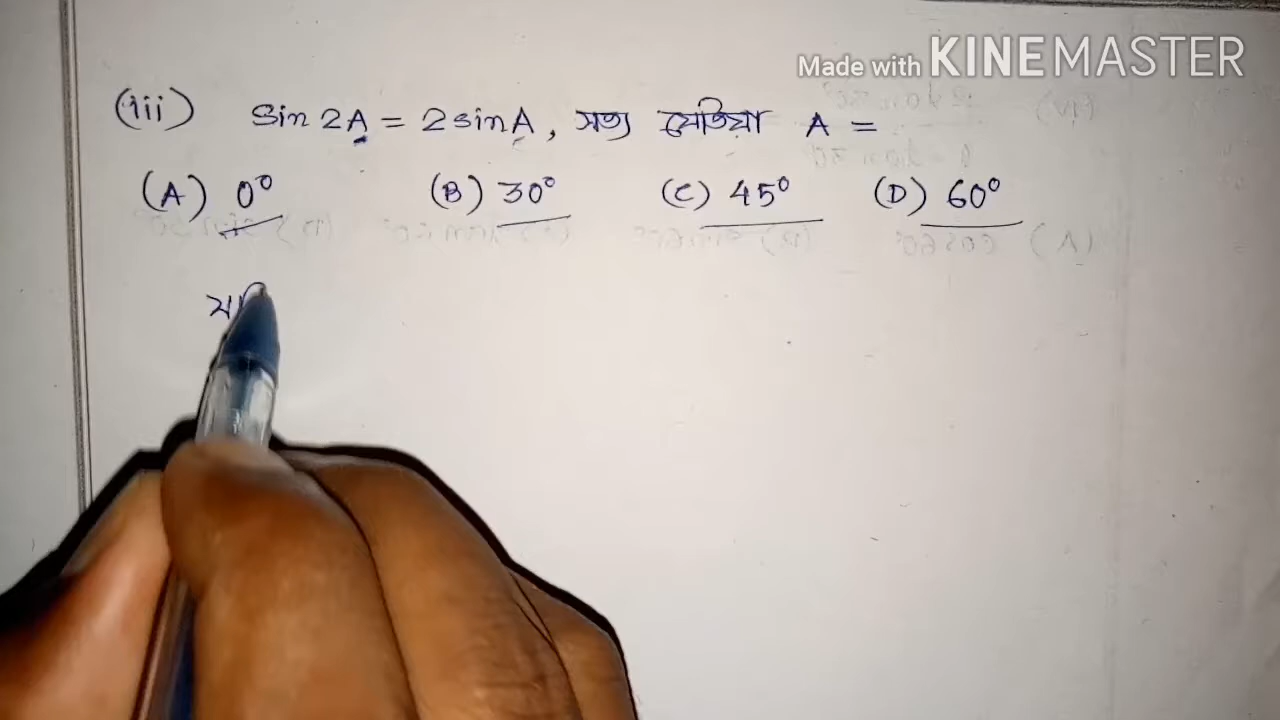 Made with KINEMASTER
(iii) Sin 2A = 2 sin A, সত্য যেতিয়া A =
(A) 0° (B) 30° (C) 45° (D) 60°